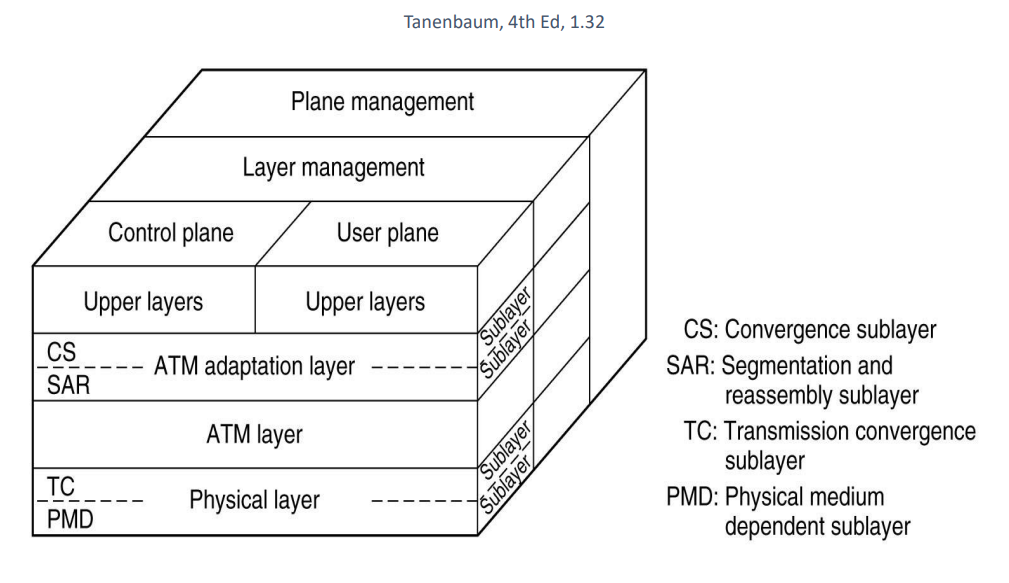 Tanenbaum, 4th Ed, 1.32
Plane management
Layer management
Control plane
User plane
Upper layers
Upper layers
Sublayer
Sublayer
CS
ATM adaptation layer
SAR
ATM layer
Sublayer
Sublayer
TC
Physical layer
PMD
CS: Convergence sublayer
SAR: Segmentation and
reassembly sublayer
TC: Transmission convergence
sublayer
PMD: Physical medium
dependent sublayer